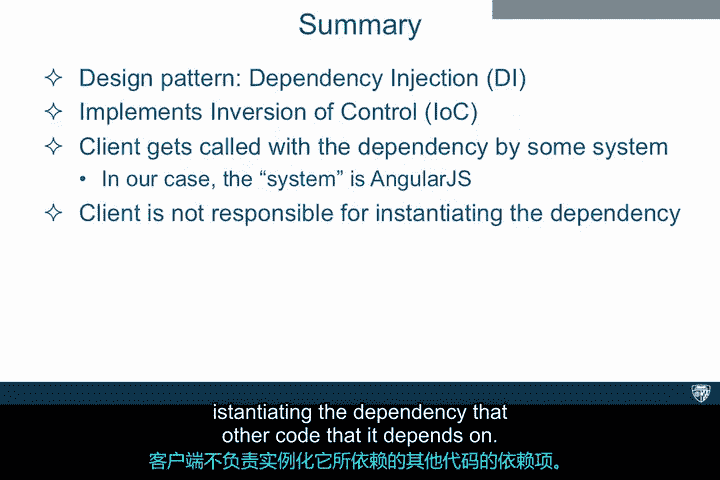 Summary
✧ Design pattern: Dependency Injection (DI)
✧ Implements Inversion of Control (IoC)
✧ Client gets called with the dependency by some system
• In our case, the “system” is AngularJS
✧ Client is not responsible for instantiating the dependency
istantiating the dependency that
other code that it depends on.
客户端不负责实例化它所依赖的其他代码的依赖项。